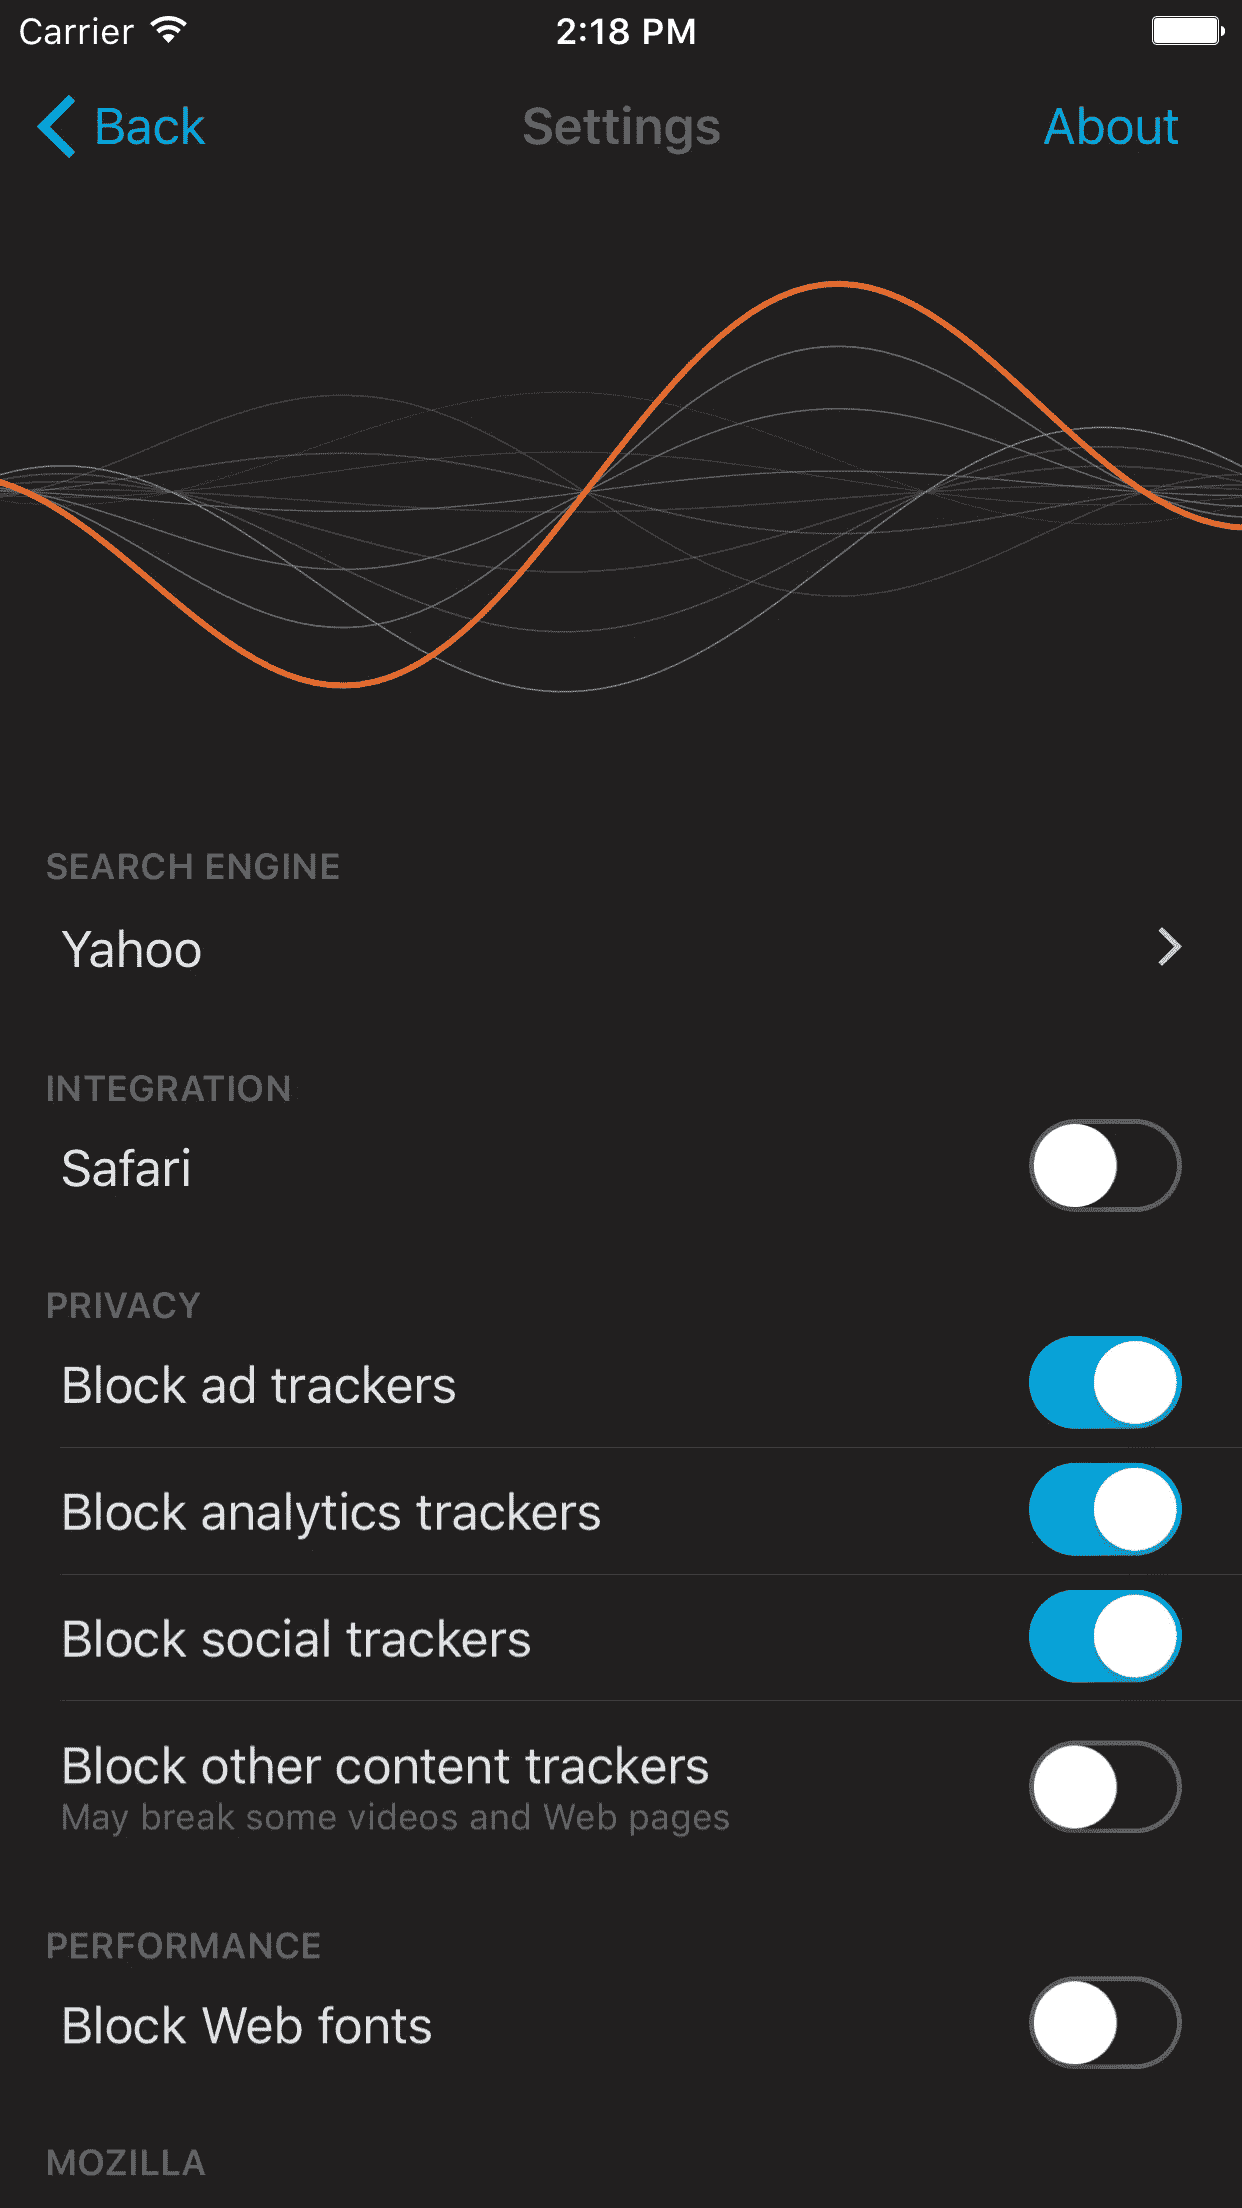 Carrier 2:18 PM
Back Settings About
SEARCH ENGINE
Yahoo
INTEGRATION
Safari
PRIVACY
Block ad trackers
Block analytics trackers
Block social trackers
Block other content trackers
May break some videos and Web pages
PERFORMANCE
Block Web fonts
MOZILLA